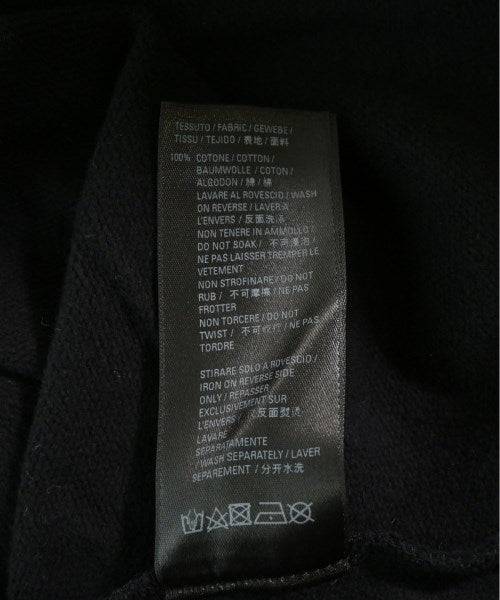 TESSUTO / FABRIC / GEWEBE /
TISSU / TEJIDO / 表地 / 面料
100% COTONE / COTTON /
BAUMWOLLE / COTON /
ALGODON / 綿 / 棉
LAVARE AL ROVESCIO / WASH
ON REVERSE / LAVER A
L'ENVERS / 反面洗涤
NON TENERE IN AMMOLLO /
DO NOT SOAK / 不可浸泡 /
NE PAS LAISSER TREMPER LE
VETEMENT
NON STROFINARE / DO NOT
RUB / 不可摩擦 / NE PAS
FROTTER
NON TORCERE / DO NOT
TWIST / 不可拧 / NE PAS
TORDRE
STIRARE SOLO A ROVESCIO /
IRON ON REVERSE SIDE
ONLY / REPASSER
EXCLUSIVEMENT SUR
L'ENVERS / 反面熨烫
LAVARE
SEPARATAMENTE
/ WASH SEPARATELY / LAVER
SEPAREMENT / 分开水洗